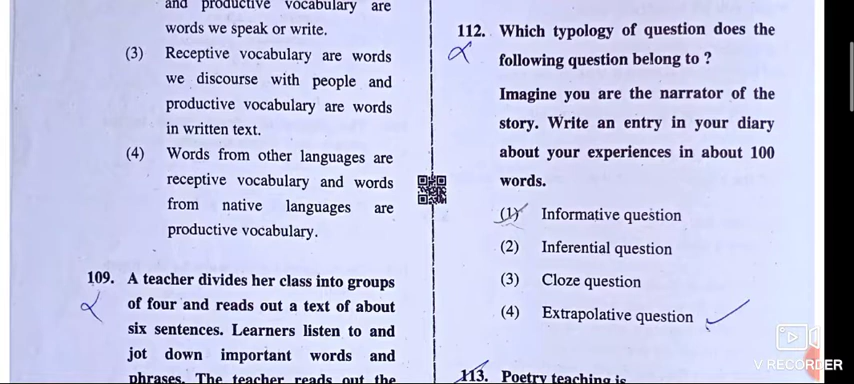 and productive vocabulary are
words we speak or write.
(3) Receptive vocabulary are words
we discourse with people and
productive vocabulary are words
in written text.
(4) Words from other languages are
receptive vocabulary and words
from native languages are
productive vocabulary.
109. A teacher divides her class into groups
of four and reads out a text of about
six sentences. Learners listen to and
jot down important words and
phrases. The teacher reads out the
112. Which typology of question does the
following question belong to ?
Imagine you are the narrator of the
story. Write an entry in your diary
about your experiences in about 100
words.
(1) Informative question
(2) Inferential question
(3) Cloze question
(4) Extrapolative question
113. Poetry teaching is
V RECORDER